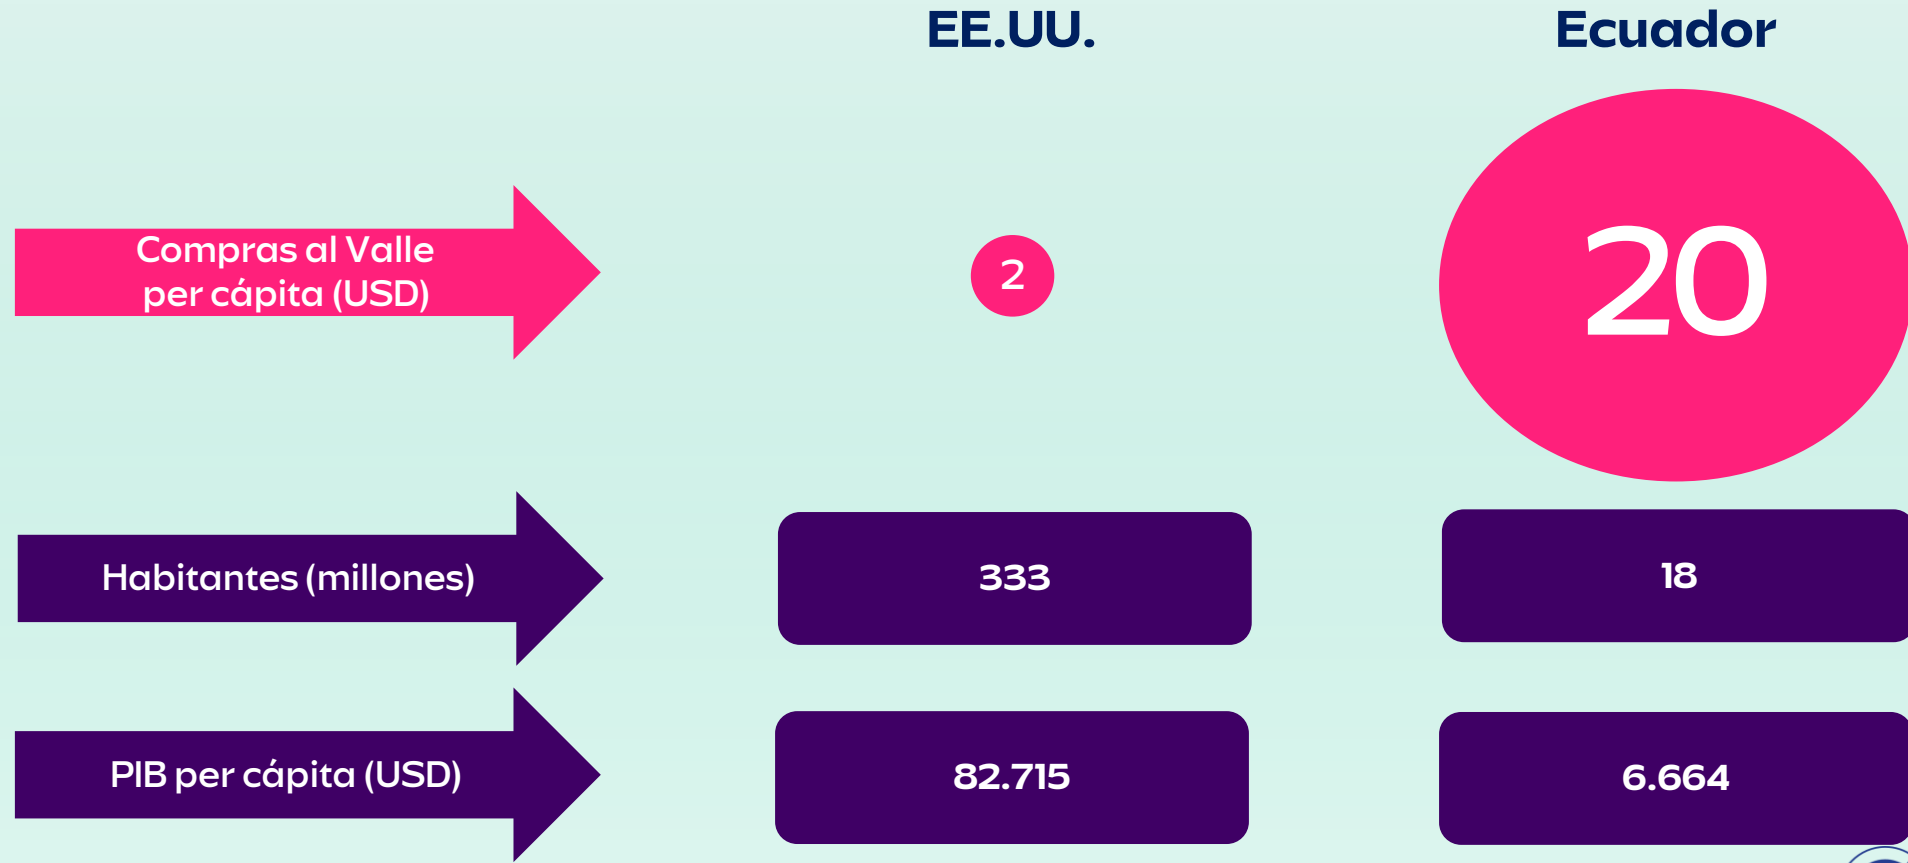 EE.UU.
Ecuador
Compras al Valle
per cápita (USD)
2
20
Habitantes (millones)
333
18
PIB per cápita (USD)
82.715
6.664